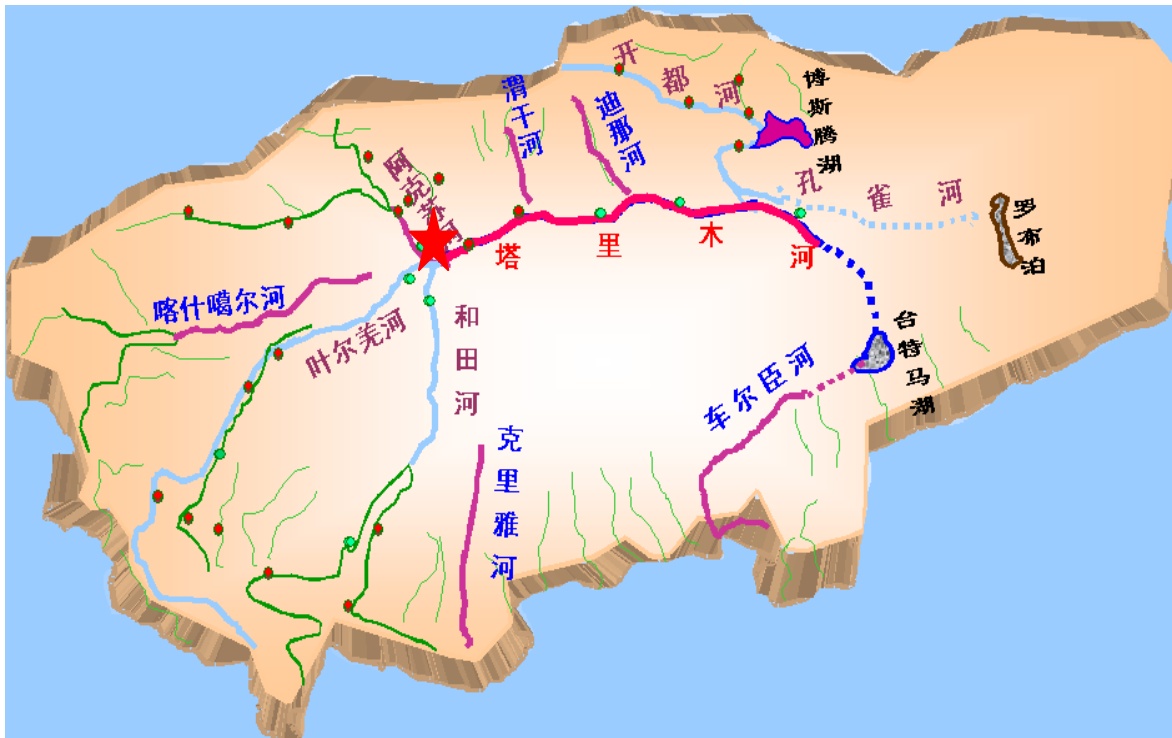 开都河
博斯腾湖
渭干河
迪那河
阿克苏河
孔雀河
罗布泊
塔里木河
喀什噶尔河
叶尔羌河
和田河
台特马湖
车尔臣河
克里雅河